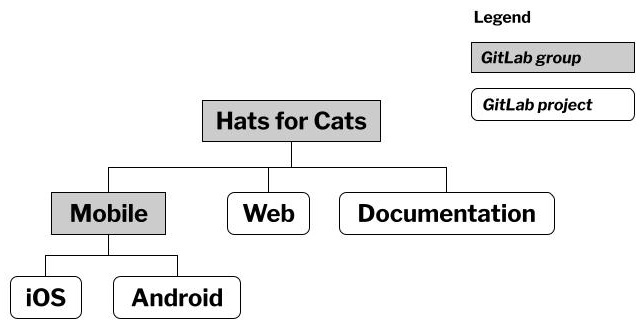 Legend
GitLab group
GitLab project
Hats for Cats
Mobile
Web
Documentation
iOS
Android